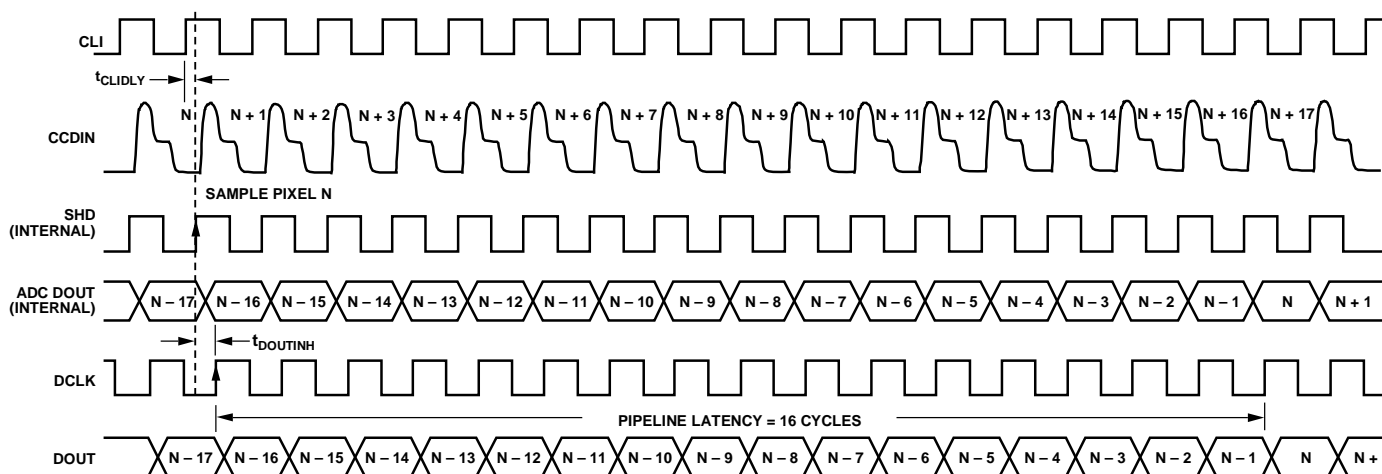 CLI
tCLIDLY
N N + 1 N + 2 N + 3 N + 4 N + 5 N + 6 N + 7 N + 8 N + 9 N + 10 N + 11 N + 12 N + 13 N + 14 N + 15 N + 16 N + 17
CCDIN
SAMPLE PIXEL N
SHD
(INTERNAL)
ADC DOUT
(INTERNAL)
N – 17 N – 16 N – 15 N – 14 N – 13 N – 12 N – 11 N – 10 N – 9 N – 8 N – 7 N – 6 N – 5 N – 4 N – 3 N – 2 N – 1 N N + 1
tDOUTINH
DCLK
PIPELINE LATENCY = 16 CYCLES
DOUT
N – 17 N – 16 N – 15 N – 14 N – 13 N – 12 N – 11 N – 10 N – 9 N – 8 N – 7 N – 6 N – 5 N – 4 N – 3 N – 2 N – 1 N N +